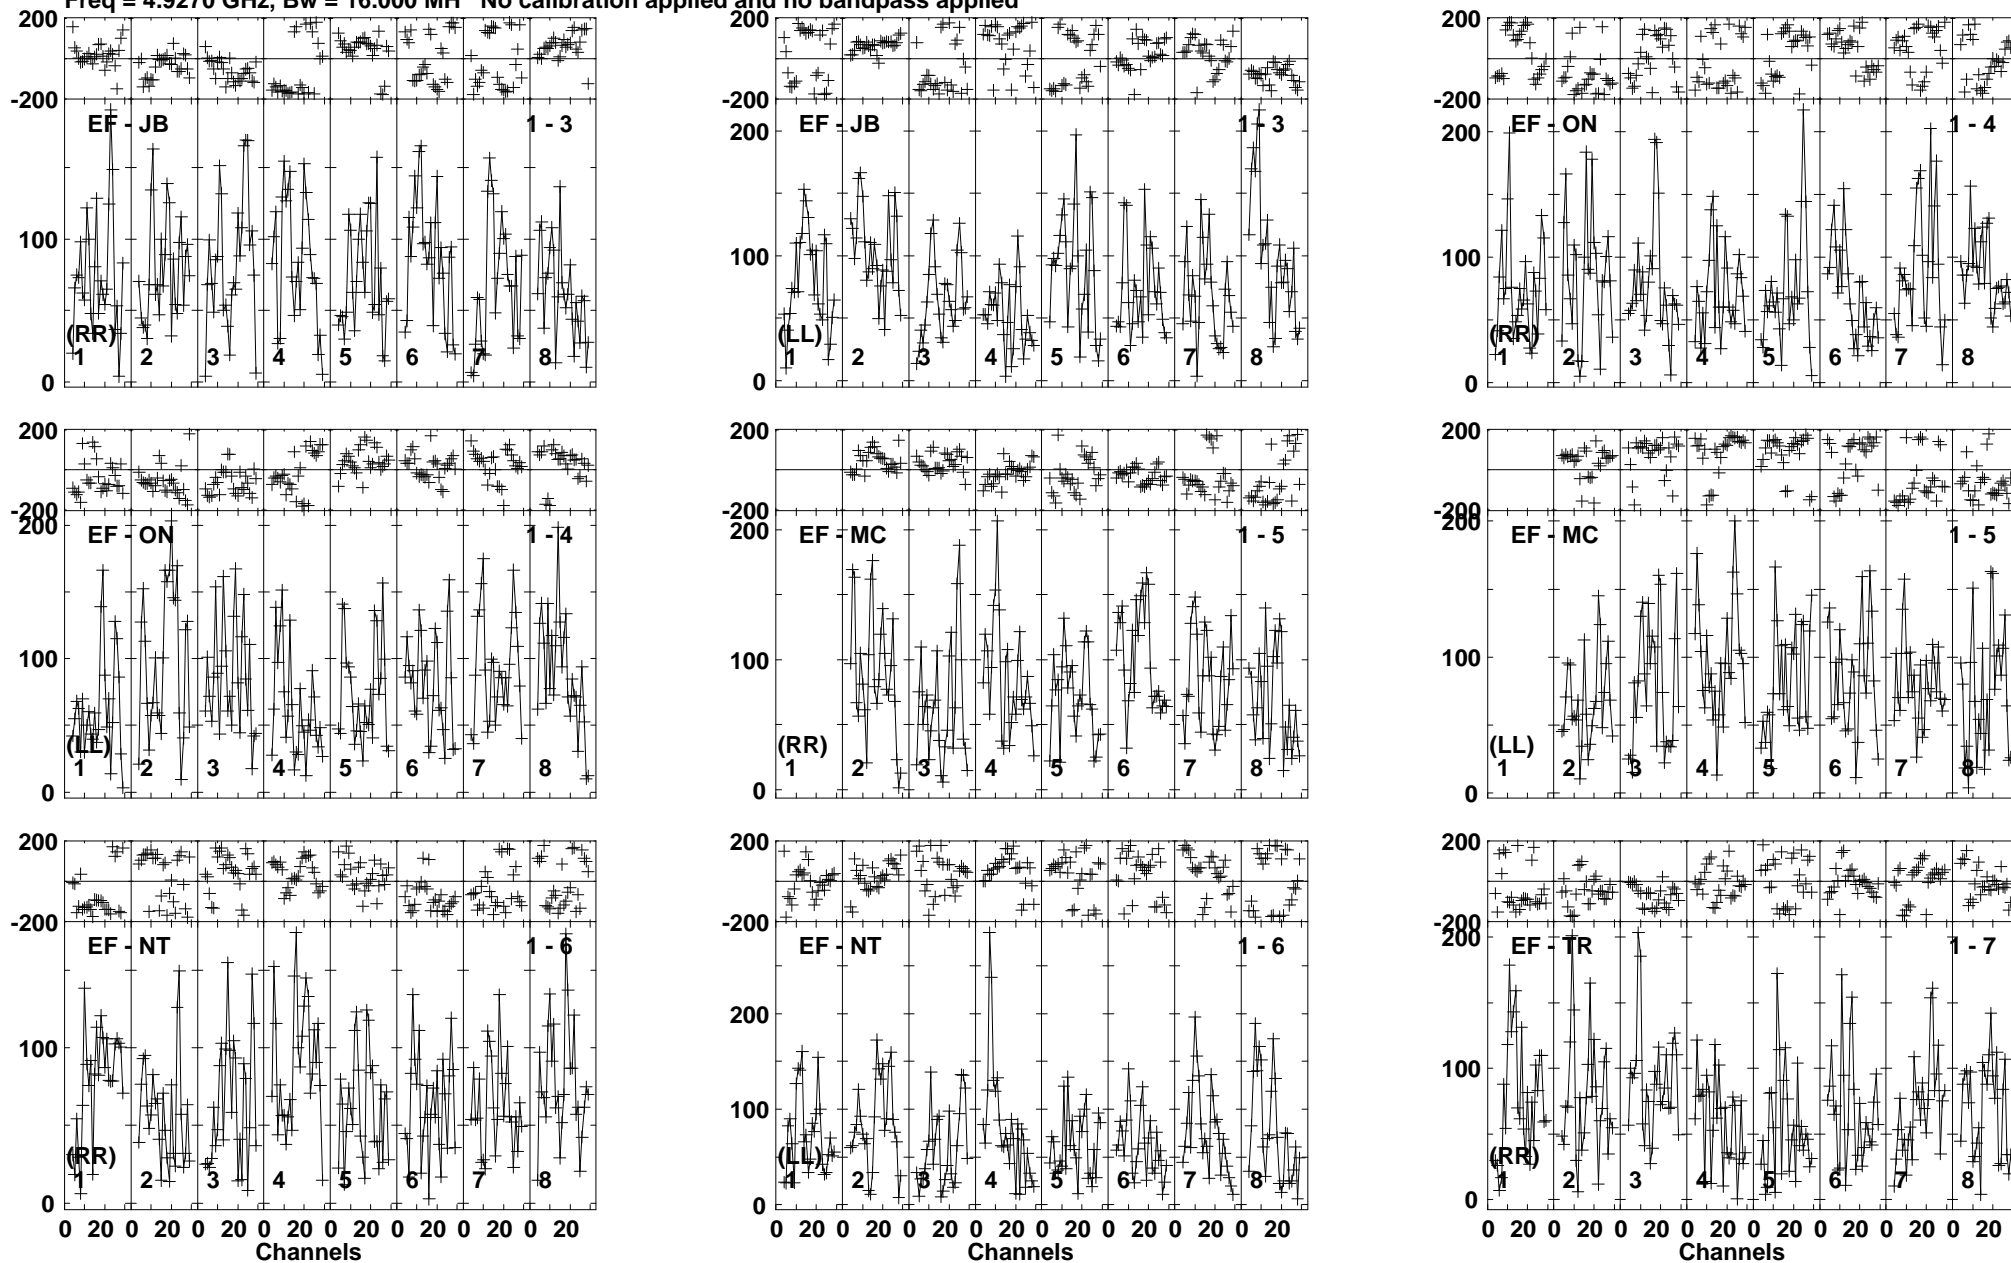 Freq = 4.9270 GHz, Bw = 16.000 MH No calibration applied and no bandpass applied
200 200 200
-200 -200 -200
EF - JB 1 - 3 EF - JB 1 - 3 EF - ON 1 - 4
200 200
100 100 100
(RR) (LL) (RR)
1 2 3 4 5 6 7 8 1 2 3 4 5 6 7 8 1 2 3 4 5 6 7 8
0 0 0
200 200 200
-200 -200 -200
200 200 200
EF - ON 1 - 4 EF - MC 1 - 5 EF - MC 1 - 5
100 100 100
(LL) (RR) (LL)
1 2 3 4 5 6 7 8 1 2 3 4 5 6 7 8 1 2 3 4 5 6 7 8
0 0 0
200 200 200
-200 -200 -200
200
EF - NT 1 - 6 EF - NT 1 - 6 EF - TR 1 - 7
200
100 100 100
(RR) (LL) (RR)
1 2 3 4 5 6 7 8 1 2 3 4 5 6 7 8 1 2 3 4 5 6 7 8
0 0 0
0 20 0 20 0 20 0 20 0 20 0 20 0 20 0 20 0 20 0 20 0 20 0 20 0 20 0 20 0 20 0 20 0 20 0 20 0 20 0 20 0 20 0 20 0 20 0 20
Channels Channels Channels